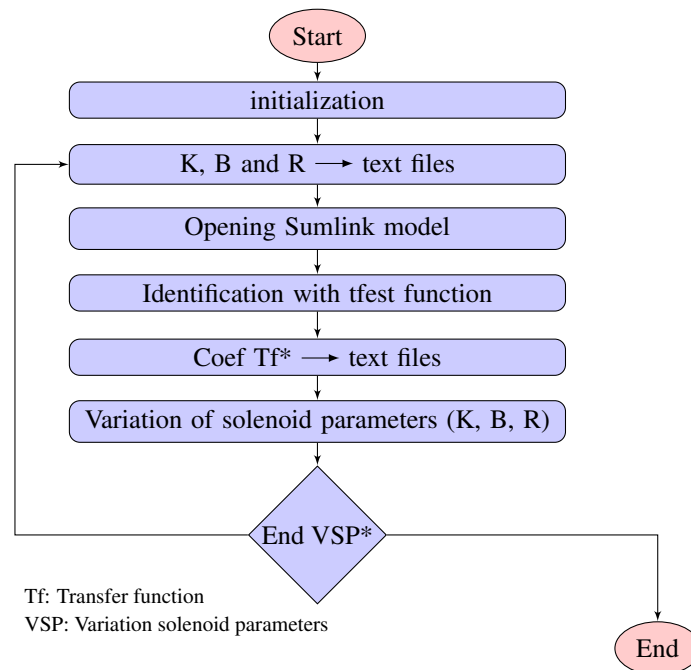 Start
initialization
K, B and R ⟶ text files
Opening Sumlink model
Identification with tfest function
Coef Tf* ⟶ text files
Variation of solenoid parameters (K, B, R)
End VSP*
Tf: Transfer function
VSP: Variation solenoid parameters
End